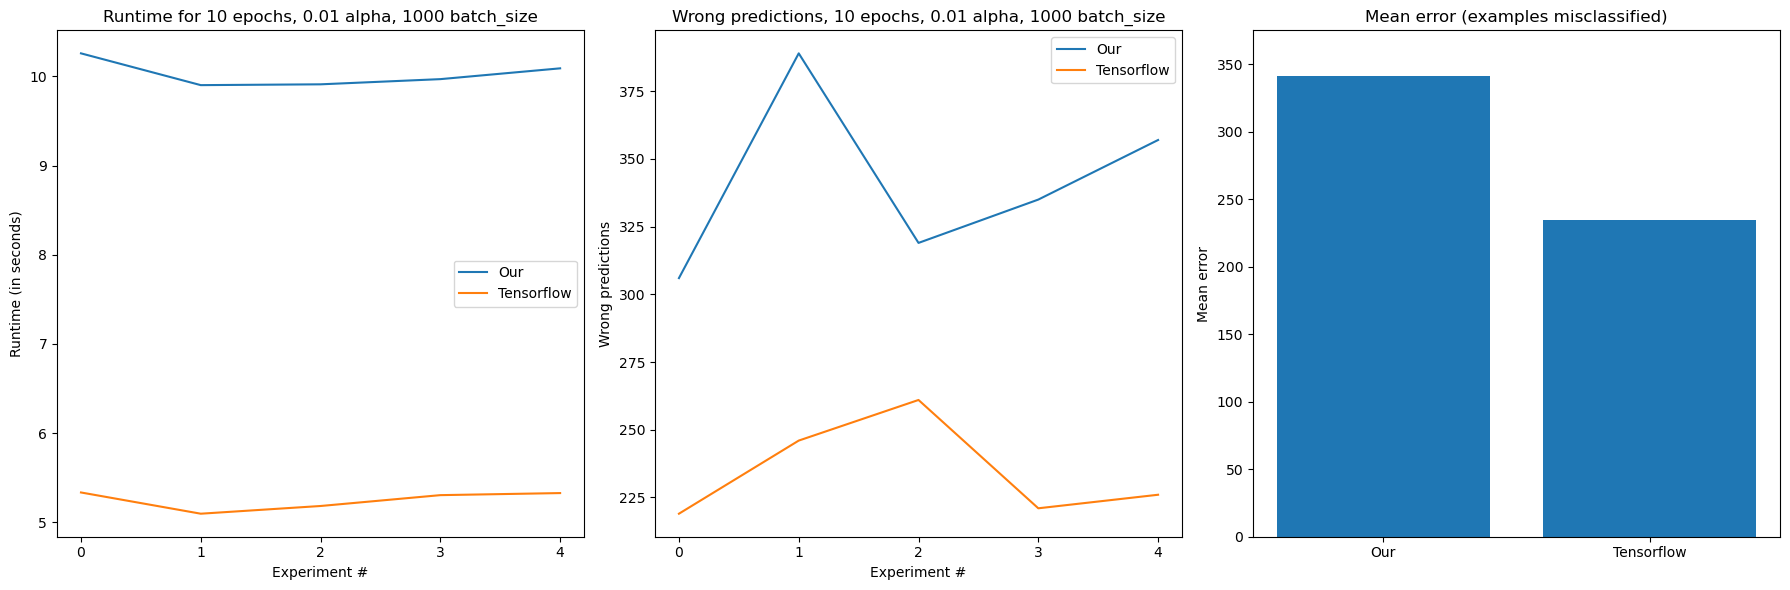 Runtime for 10 epochs, 0.01 alpha, 1000 batch_size
Runtime (in seconds)
10
9
8
7
6
5
Our
Tensorflow
0 1 2 3 4
Experiment #
Wrong predictions, 10 epochs, 0.01 alpha, 1000 batch_size
Wrong predictions
375
350
325
300
275
250
225
Our
Tensorflow
0 1 2 3 4
Experiment #
Mean error (examples misclassified)
Mean error
350
300
250
200
150
100
50
0
Our Tensorflow